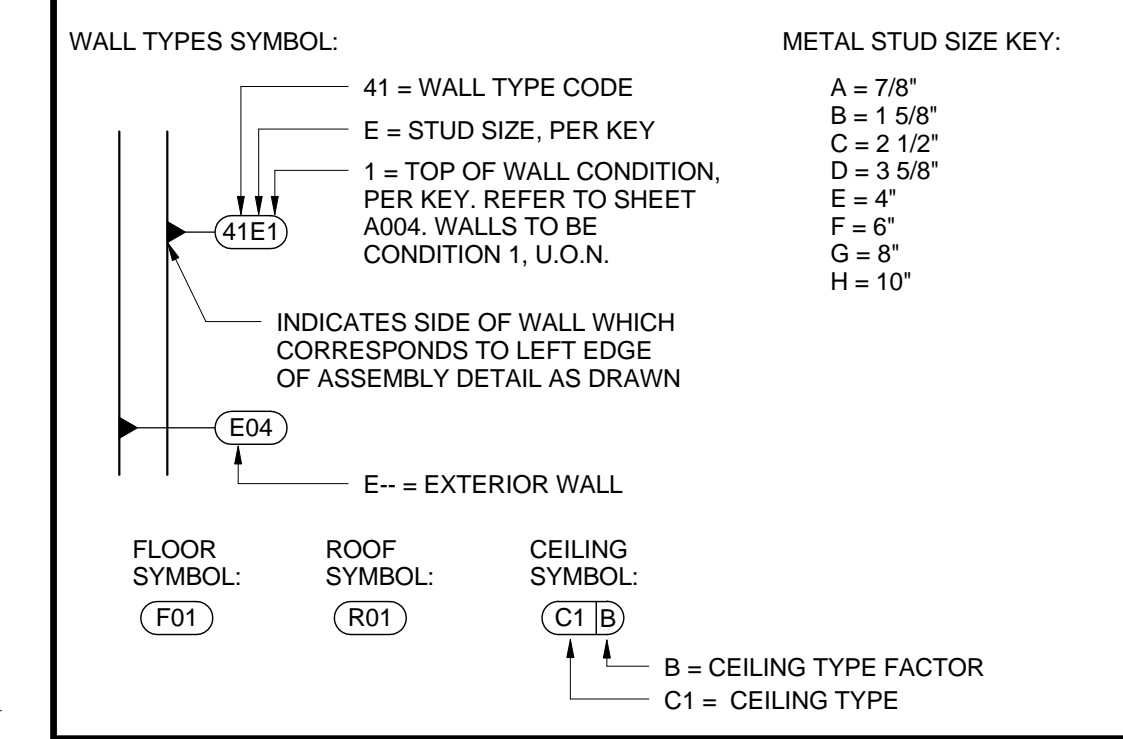 WALL TYPES SYMBOL:
41 = WALL TYPE CODE
E = STUD SIZE, PER KEY
1 = TOP OF WALL CONDITION,
PER KEY. REFER TO SHEET
A004. WALLS TO BE
CONDITION 1, U.O.N.
41E1
INDICATES SIDE OF WALL WHICH
CORRESPONDS TO LEFT EDGE
OF ASSEMBLY DETAIL AS DRAWN
E04
E-- = EXTERIOR WALL
METAL STUD SIZE KEY:
A = 7/8"
B = 1 5/8"
C = 2 1/2"
D = 3 5/8"
E = 4"
F = 6"
G = 8"
H = 10"
FLOOR
SYMBOL:
F01
ROOF
SYMBOL:
R01
CEILING
SYMBOL:
C1 B
B = CEILING TYPE FACTOR
C1 = CEILING TYPE